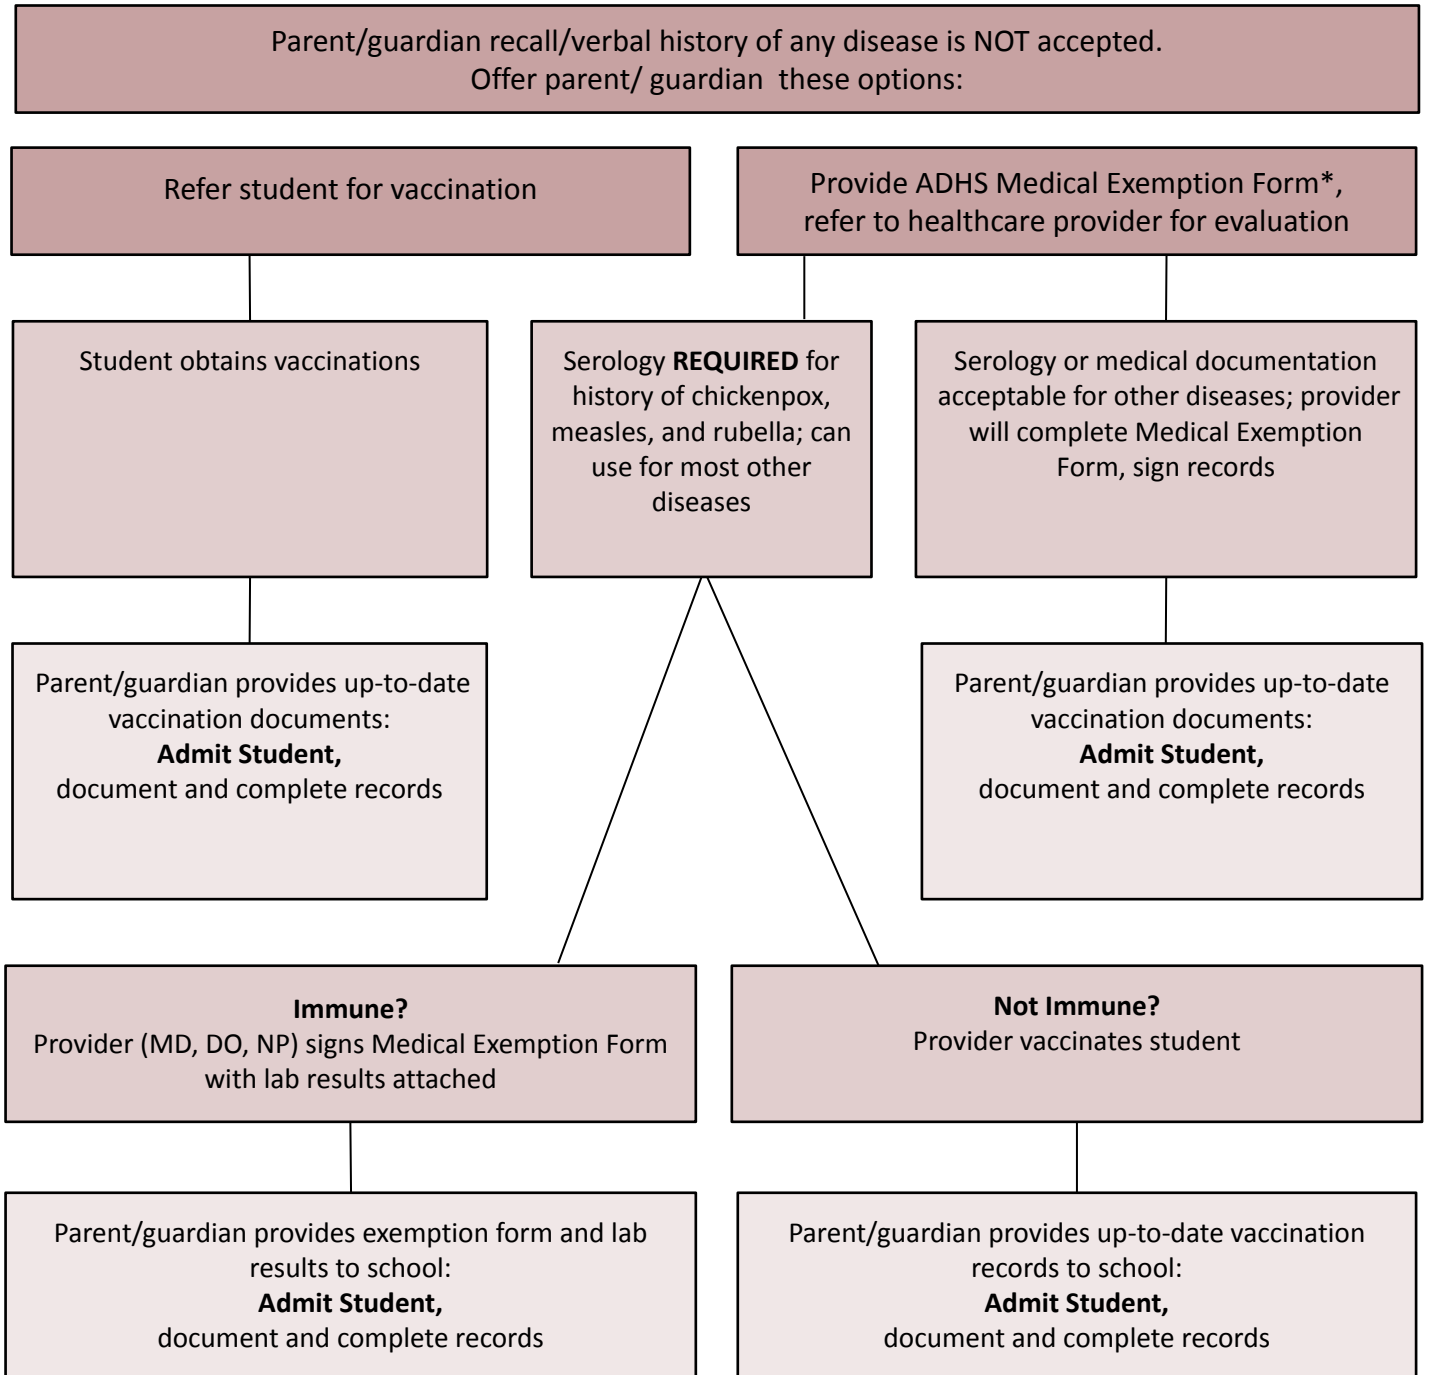 Parent/guardian recall/verbal history of any disease is NOT accepted.
Offer parent/ guardian  these options:
Refer student for vaccination
Provide ADHS Medical Exemption Form*,
refer to healthcare provider for evaluation
Student obtains vaccinations
Serology REQUIRED for
history of chickenpox,
measles, and rubella; can
use for most other
diseases
Serology or medical documentation
acceptable for other diseases; provider
will complete Medical Exemption
Form, sign records
Parent/guardian provides up-to-date
vaccination documents:
Admit Student,
document and complete records
Parent/guardian provides up-to-date
vaccination documents:
Admit Student,
document and complete records
Immune?
Provider (MD, DO, NP) signs Medical Exemption Form
with lab results attached
Not Immune?
Provider vaccinates student
Parent/guardian provides exemption form and lab
results to school:
Admit Student,
document and complete records
Parent/guardian provides up-to-date vaccination
records to school:
Admit Student,
document and complete records